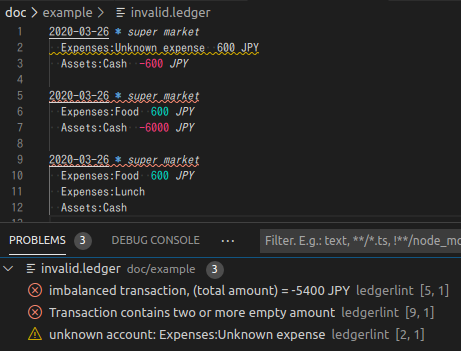 doc > example > invalid.ledger
1 2020-03-26 * super market
2 Expenses:Unknown expense 600 JPY
3 Assets:Cash -600 JPY
4
5 2020-03-26 * super market
6 Expenses:Food 600 JPY
7 Assets:Cash -6000 JPY
8
9 2020-03-26 * super market
10 Expenses:Food 600 JPY
11 Expenses:Lunch
12 Assets:Cash
PROBLEMS 3 DEBUG CONSOLE ... Filter. E.g.: text, **/*.ts, !**/node_mo
invalid.ledger doc/example 3
imbalanced transaction, (total amount) = -5400 JPY ledgerlint [5, 1]
Transaction contains two or more empty amount ledgerlint [9, 1]
unknown account: Expenses:Unknown expense ledgerlint [2, 1]